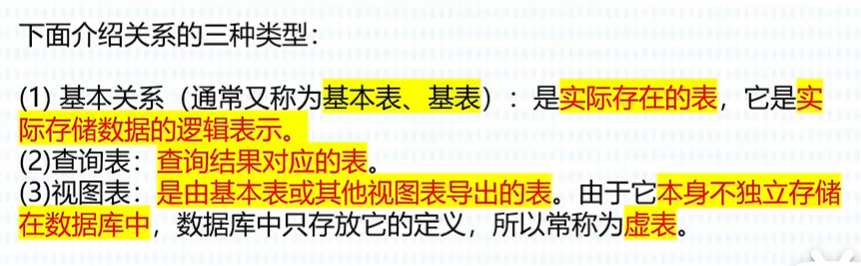 下面介绍关系的三种类型：
(1) 基本关系（通常又称为基本表、基表）：是实际存在的表，它是实
际存储数据的逻辑表示。
(2)查询表：查询结果对应的表。
(3)视图表：是由基本表或其他视图表导出的表。由于它本身不独立存储
在数据库中，数据库中只存放它的定义，所以常称为虚表。